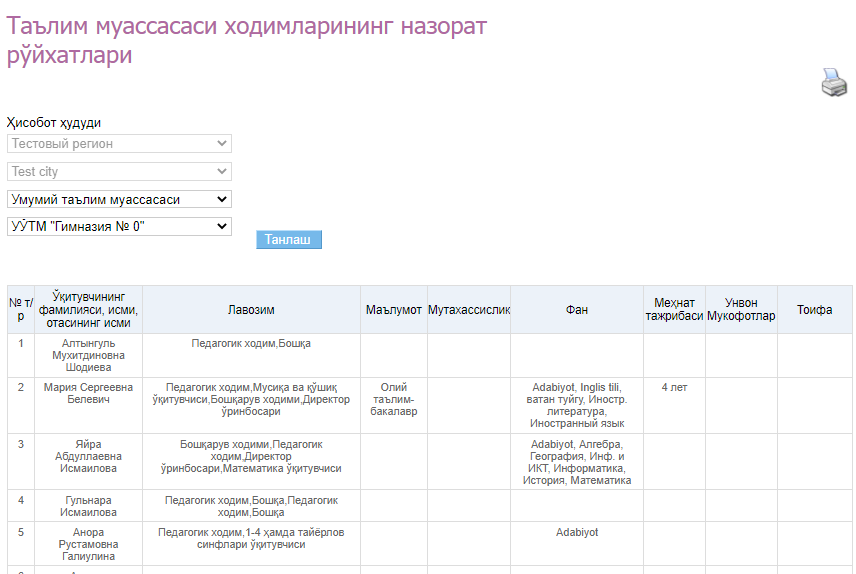 Таълим муассасаси ходимларининг назорат
рўйхатлари
Ҳисобот ҳудуди
Тестовый регион
Test city
Умумий таълим муассасаси
УЎТМ "Гимназия № 0"
Танлаш
№ т/
р
Ўқитувчининг
фамилияси, исми,
отасининг исми
Лавозим
Маълумот
Мутахассислик
Фан
Меҳнат
тажрибаси
Унвон
Мукофотлар
Тоифа
1
Алтынгуль
Мухитдиновна
Шодиева
Педагогик ходим,Бошқа
2
Мария Сергеевна
Белевич
Педагогик ходим,Мусиқа ва қўшиқ
ўқитувчиси,Бошқарув ходими,Директор
ўринбосари
Олий
таълим-
бакалавр
Adabiyot, Inglis tili,
ватан туйгу, Иностр.
литература,
Иностранный язык
4 лет
3
Яйра
Абдуллаевна
Исмаилова
Бошқарув ходими,Педагогик
ходим,Директор
ўринбосари,Математика ўқитувчиси
Adabiyot, Алгебра,
География, Инф. и
ИКТ, Информатика,
История, Математика
4
Гульнара
Исмаилова
Педагогик ходим,Бошқа,Педагогик
ходим,Бошқа
5
Анора
Рустамовна
Галиулина
Педагогик ходим,1-4 ҳамда тайёрлов
синфлари ўқитувчиси
Adabiyot